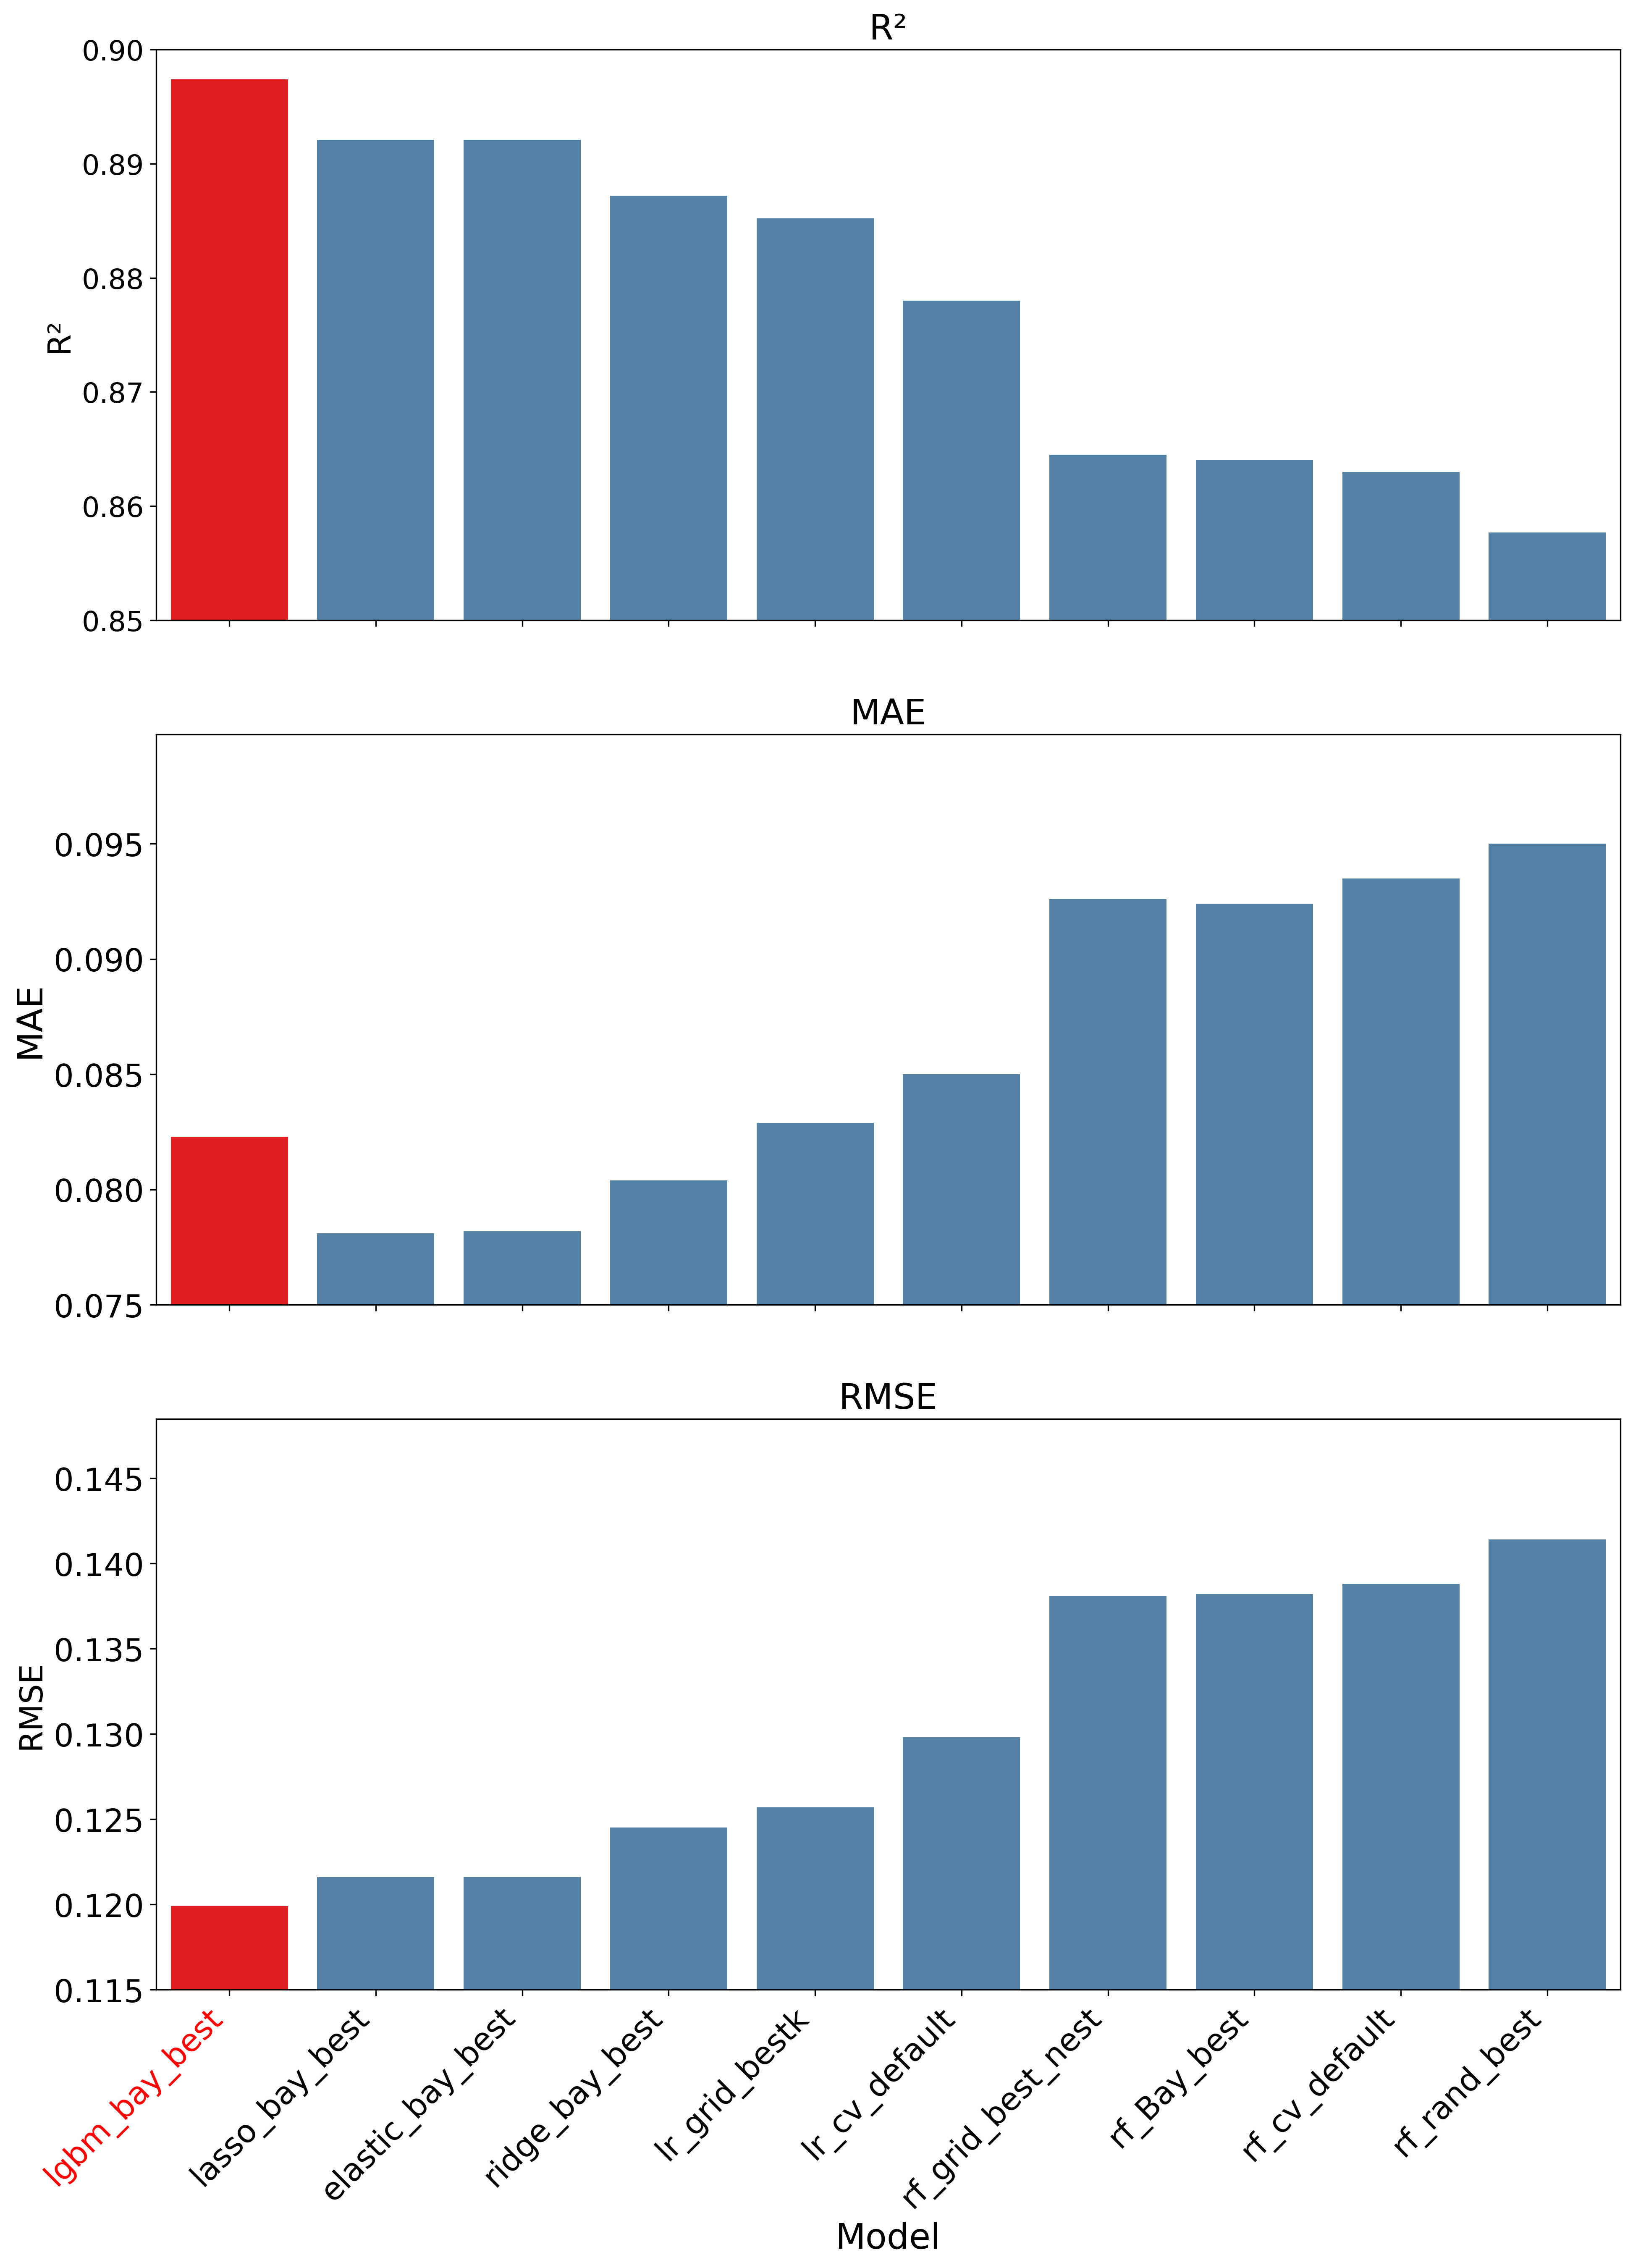 R²
0.90
0.89
0.88
0.87
0.86
0.85
R²
MAE
0.095
0.090
0.085
0.080
0.075
MAE
RMSE
0.145
0.140
0.135
0.130
0.125
0.120
0.115
RMSE
lgbm_bay_best
lasso_bay_best
elastic_bay_best
ridge_bay_best
lr_grid_bestk
lr_cv_default
rf_grid_best_nest
rf_Bay_best
rf_cv_default
rf_rand_best
Model